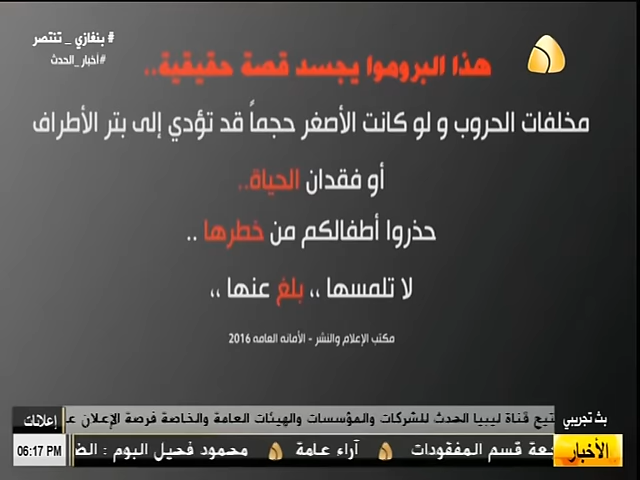 # بنغازي _ تنتصر
#أخبار_الحدث
هذا البروموا يجسد قصة حقيقية..
مخلفات الحروب و لو كانت الأصغر حجماً قد تؤدي إلى بتر الأطراف
أو فقدان الحياة..
حذروا أطفالكم من خطرها ..
لا تلمسها ،، بلغ عنها ،،
مكتب الإعلام والنشر - الأمانه العامه 2016
بث تجريبي
تتيح قناة ليبيا الحدث للشركات والمؤسسات والهيئات العامة والخاصة فرصة الإعلان
إعلانات
الأخبار
قسم المفقودات
آراء عامة
محمود فحيل البوم :
06:17 PM